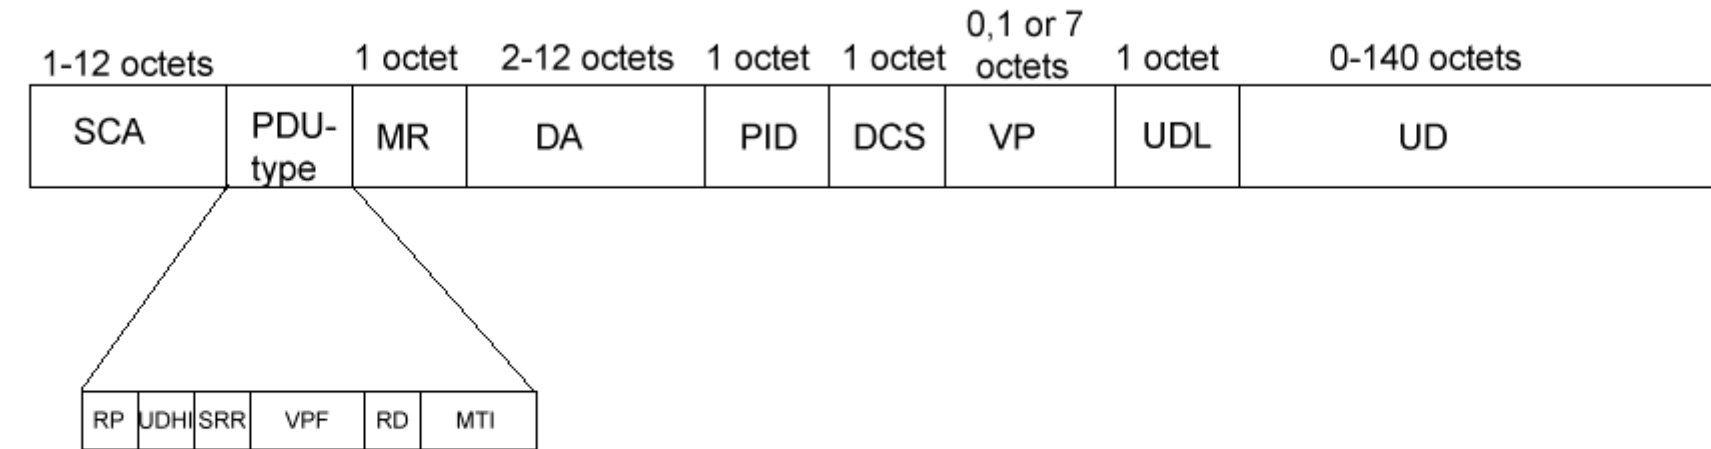 0,1 or 7
1-12 octets 1 octet 2-12 octets 1 octet 1 octet octets 1 octet 0-140 octets
SCA PDU- MR DA PID DCS VP UDL UD
type
RP UDHI SRR VPF RD MTI